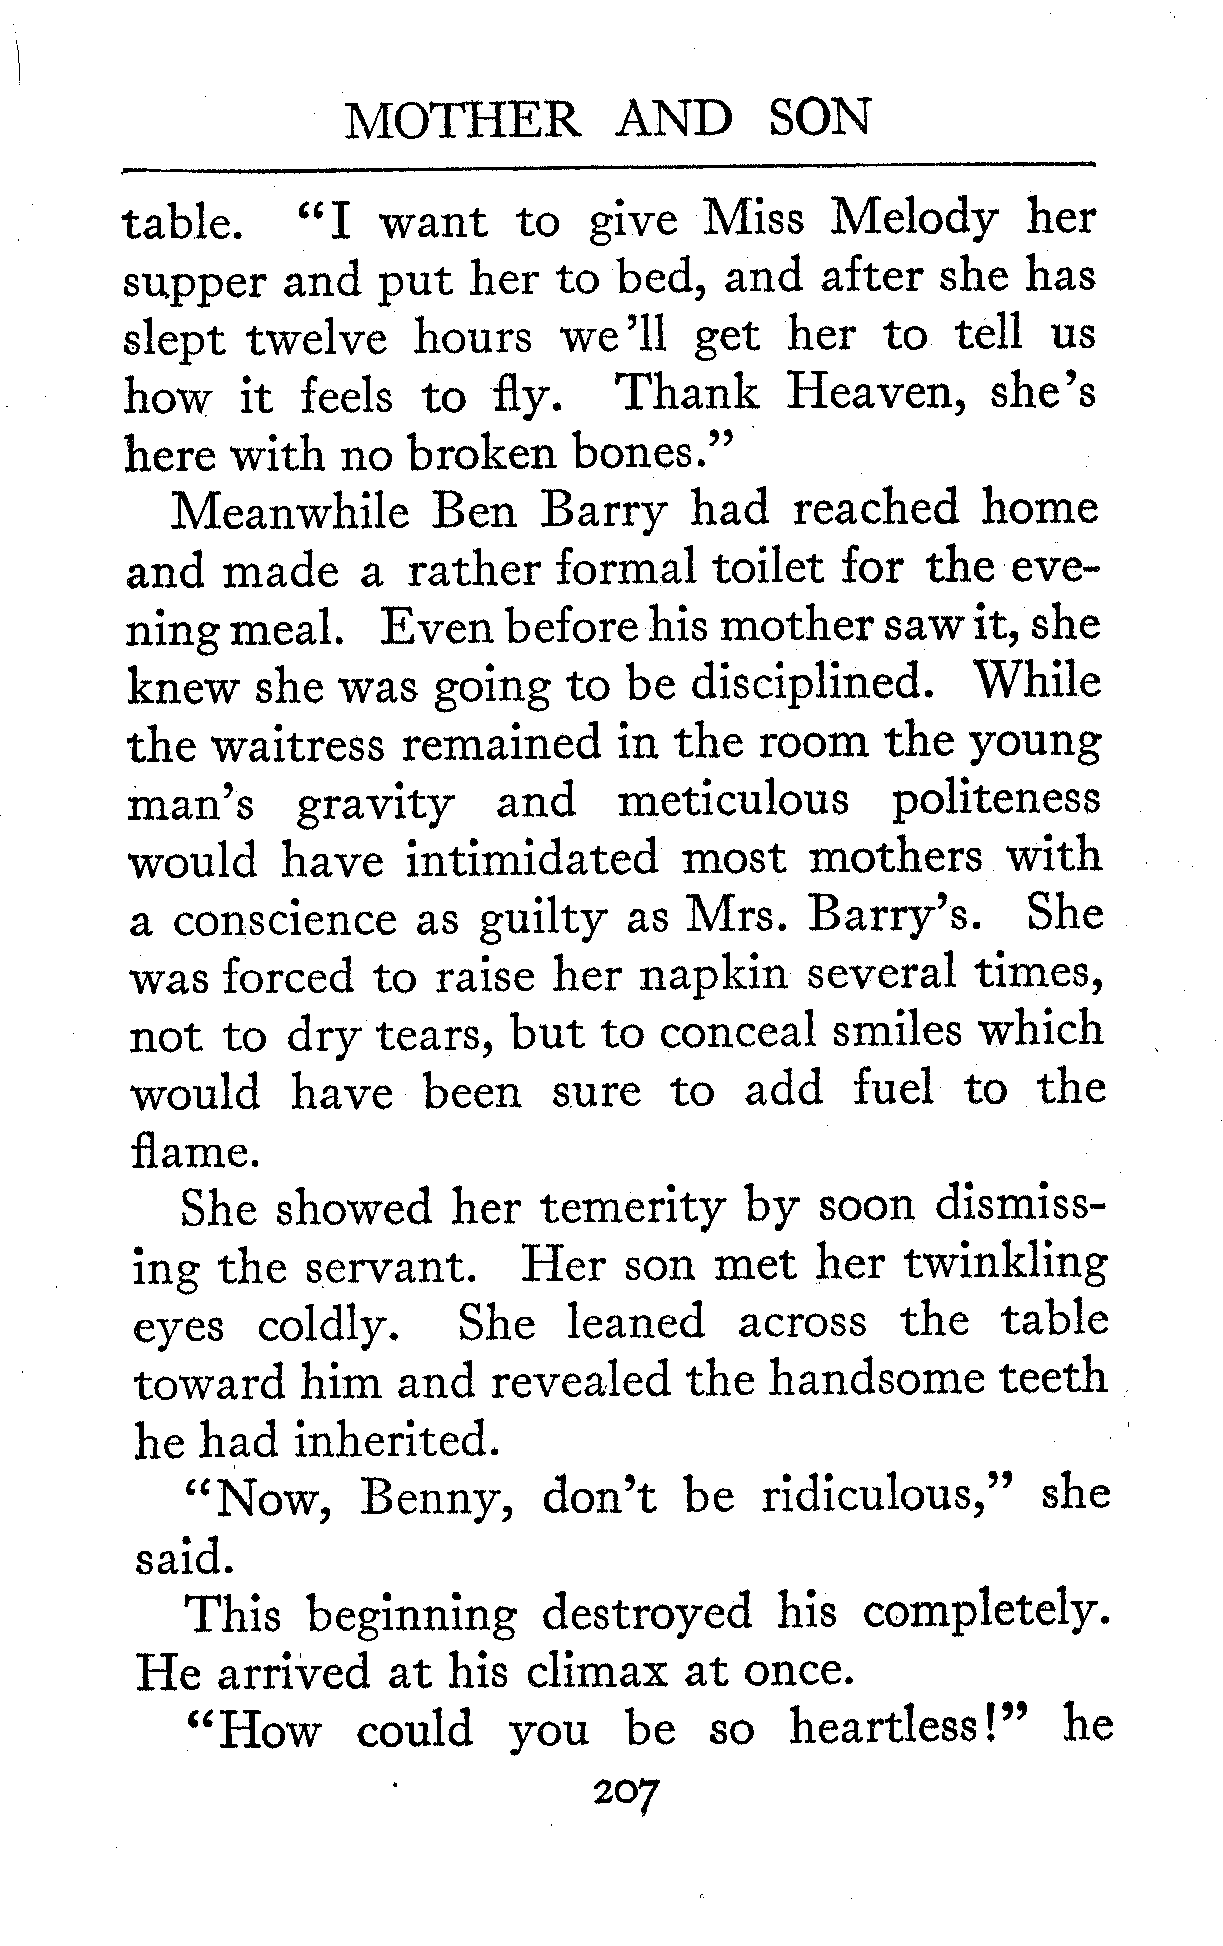 MOTHER AND SON
table. "I want to give Miss Melody her
supper and put her to bed, and after she has
slept twelve hours we'll get her to tell us
how it feels to fly. Thank Heaven, she's
here with no broken bones."
Meanwhile Ben Barry had reached home
and made a rather formal toilet for the eve-
ning meal. Even before his mother saw it, she
knew she was going to be disciplined. While
the waitress remained in the room the young
man's gravity and meticulous politeness
would have intimidated most mothers with
a conscience as guilty as Mrs. Barry's. She
was forced to raise her napkin several times,
not to dry tears, but to conceal smiles which
would have been sure to add fuel to the
flame.
She showed her temerity by soon dismiss-
ing the servant. Her son met her twinkling
eyes coldly. She leaned across the table
toward him and revealed the handsome teeth
he had inherited.
"Now, Benny, don't be ridiculous," she
said.
This beginning destroyed his completely.
He arrived at his climax at once.
"How could you be so heartless!" he
207